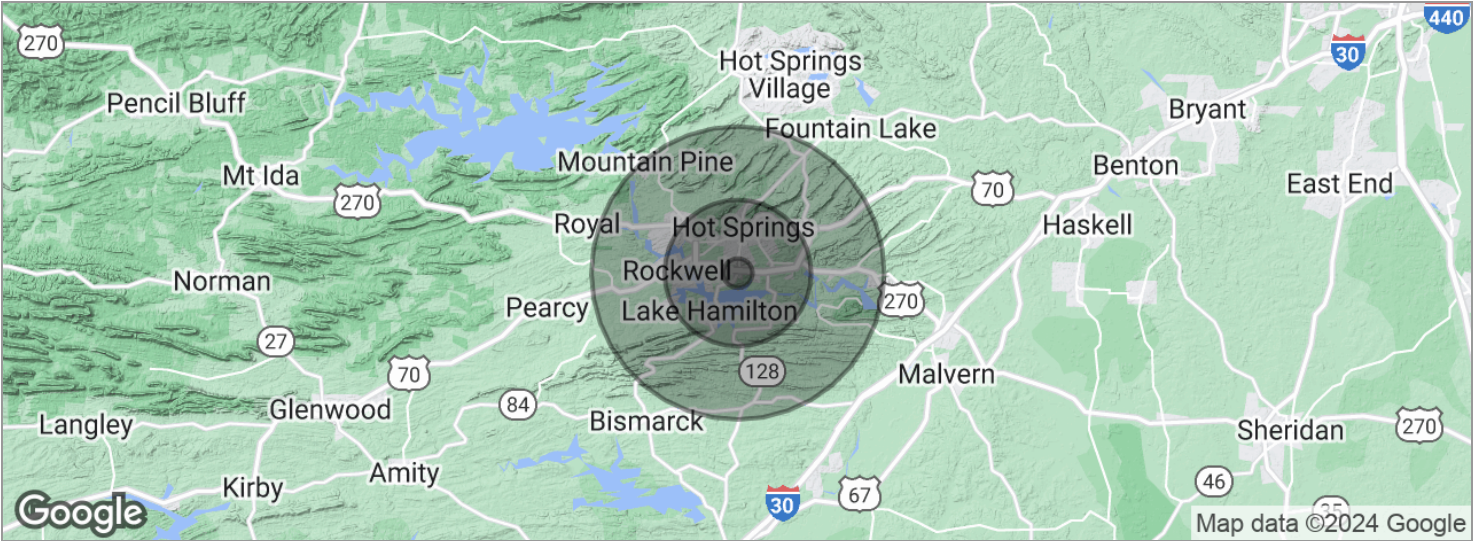 270
440
30
Hot Springs
Village
Pencil Bluff
Bryant
Fountain Lake
Mountain Pine
Benton
Mt Ida
East End
70
270
Royal
Hot Springs
Haskell
Rockwell
Norman
270
Pearcy
Lake Hamilton
27
128
70
Malvern
84
Glenwood
Bismarck
Langley
270
Sheridan
Amity
46
Kirby
67
30
35
Google
Map data ©2024 Google